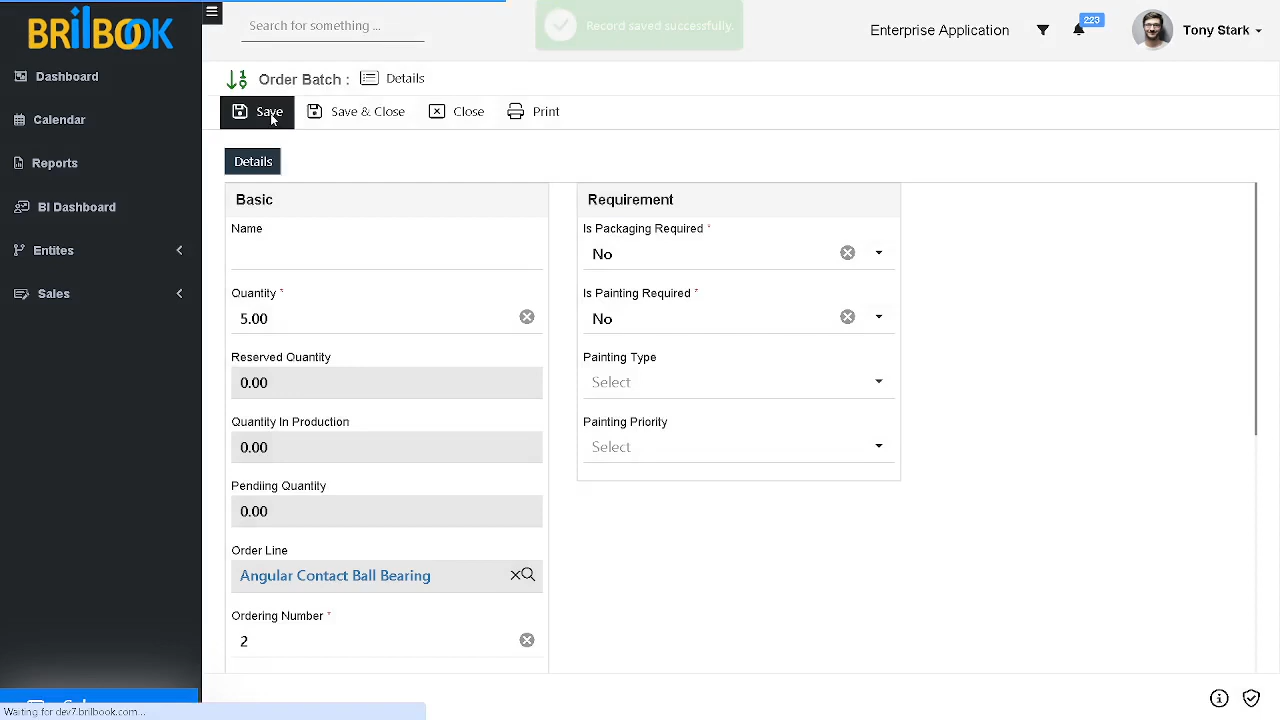 BRILBOOK
Search for something ...
Record saved successfully.
Enterprise Application
223
Tony Stark
Dashboard
Calendar
Reports
BI Dashboard
Entites
Sales
Order Batch :
Details
Save
Save & Close
Close
Print
Details
Basic
Name
Quantity *
5.00
Reserved Quantity
0.00
Quantity In Production
0.00
Pending Quantity
0.00
Order Line
Angular Contact Ball Bearing
Ordering Number *
2
Requirement
Is Packaging Required *
No
Is Painting Required *
No
Painting Type
Select
Painting Priority
Select
Waiting for dev7.brilbook.com...